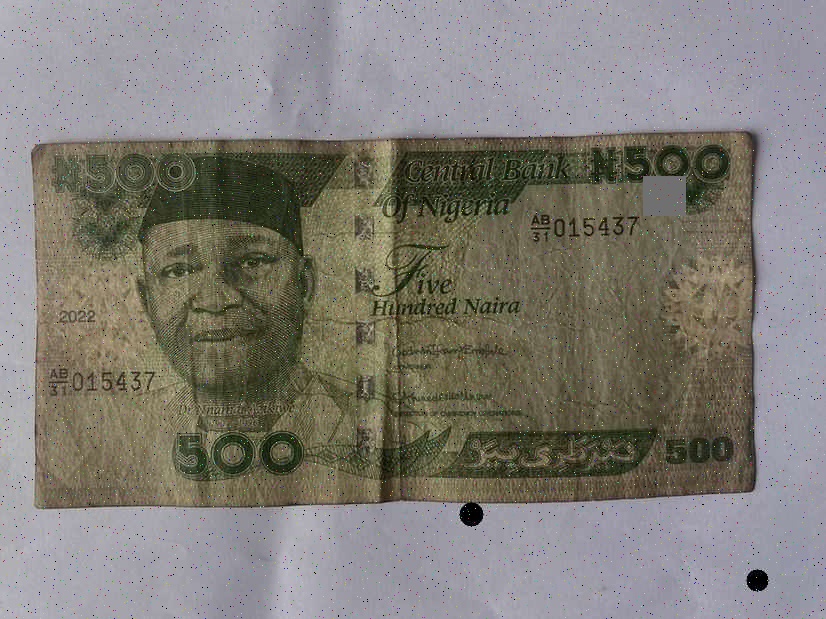 ₦500
Central Bank
Of Nigeria
₦500
AB
31 015437
Five
Hundred Naira
2022
GOVERNOR
AB
31 015437
Dr Nnamdi Azikiwe
DIRECTOR OF CURRENCY OPERATIONS
500
500